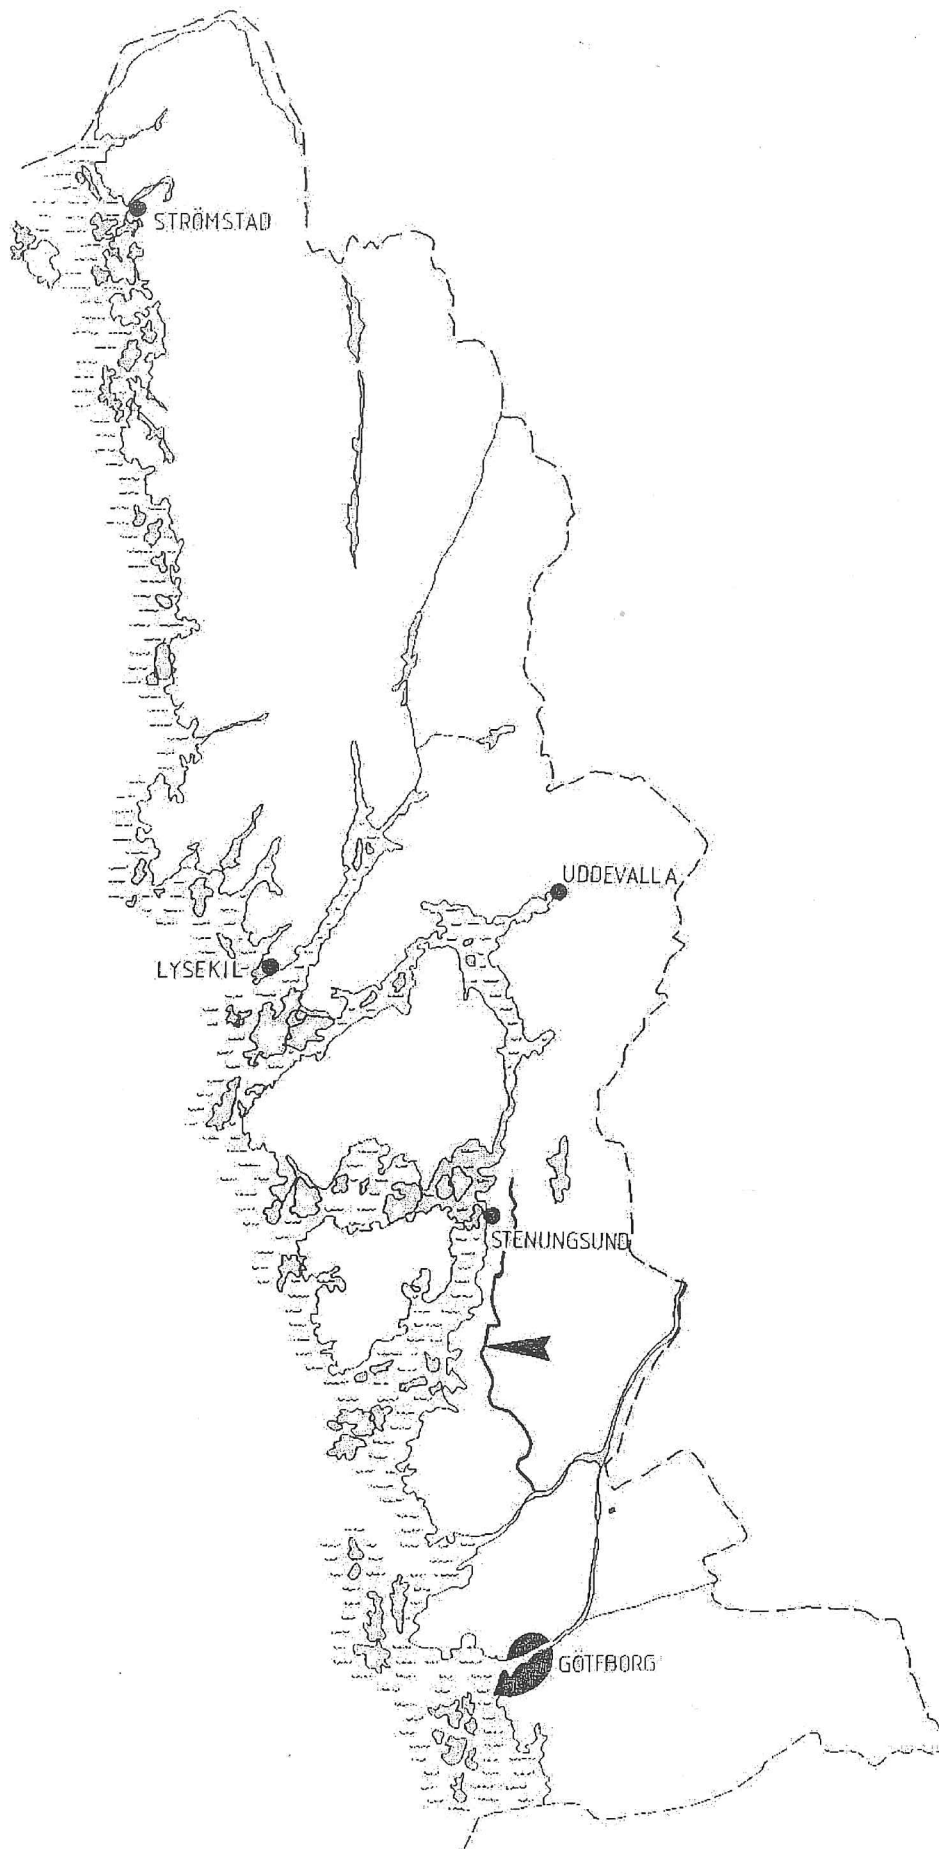 STRÖMSTAD
UDDEVALLA
LYSEKIL
STENUNGSUND
GÖTEBORG